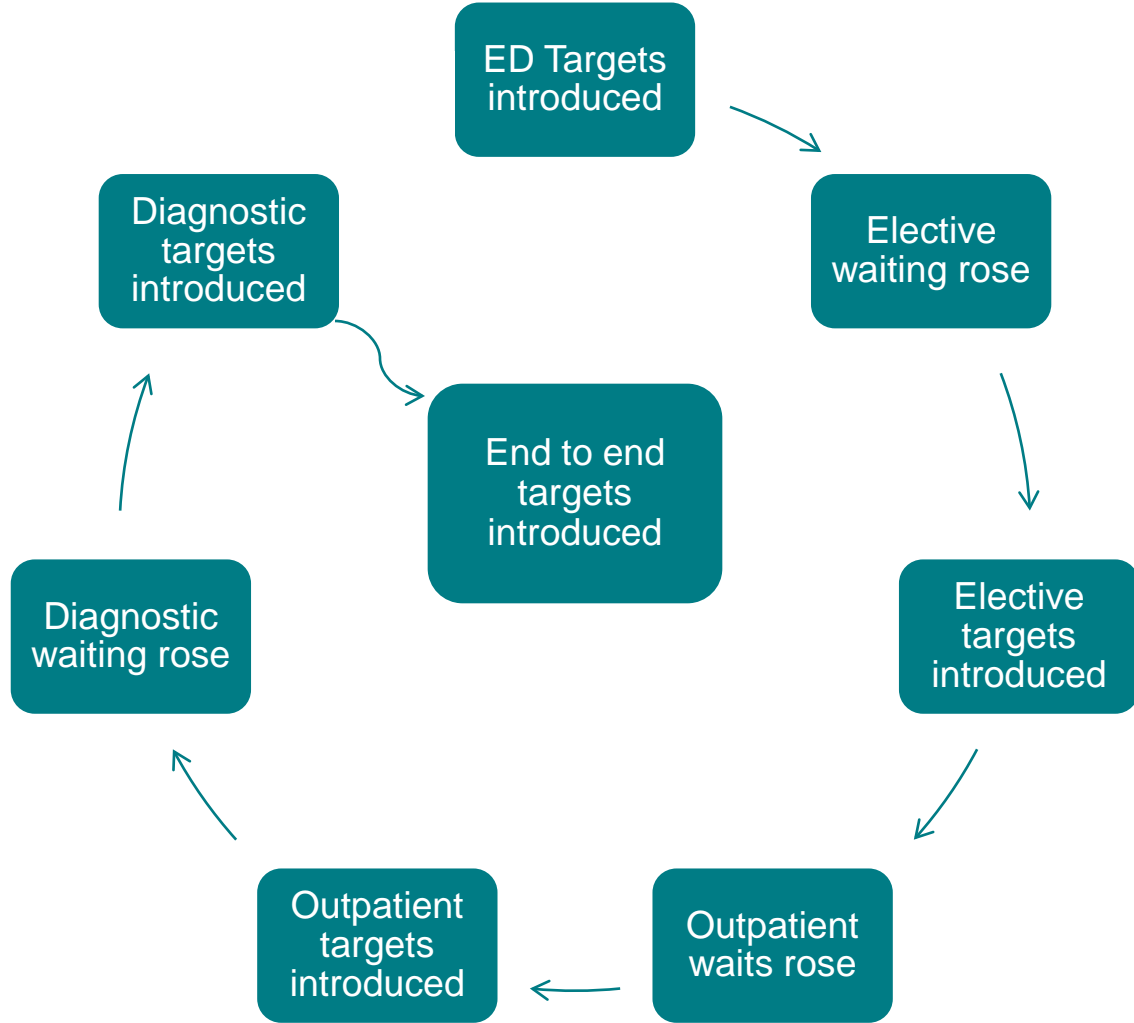 ED Targets
introduced
Elective
waiting rose
Elective
targets
introduced
Outpatient
waits rose
Outpatient
targets
introduced
Diagnostic
waiting rose
Diagnostic
targets
introduced
End to end
targets
introduced